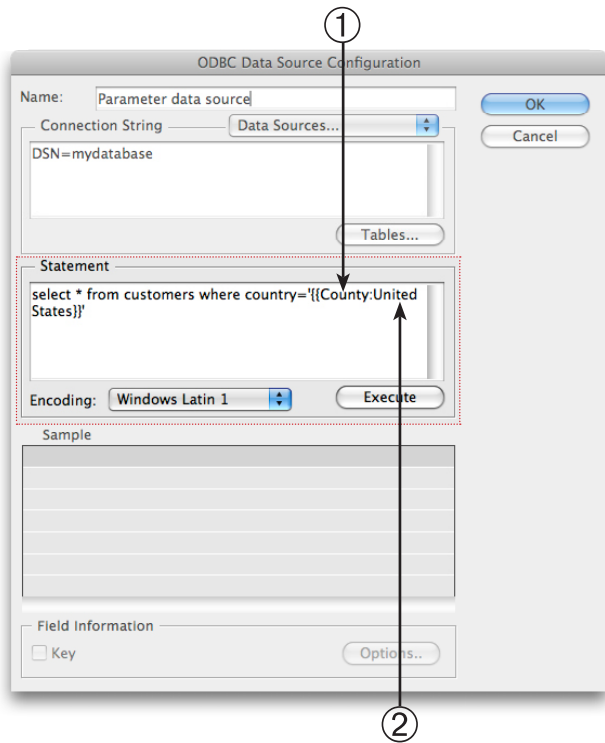 ①
ODBC Data Source Configuration
Name: Parameter data source
OK
Connection String Data Sources...
Cancel
DSN=mydatabase
Tables...
Statement
select * from customers where country='{{County:United
States}}'
Encoding: Windows Latin 1 Execute
Sample
Field Information
Key Options..
②